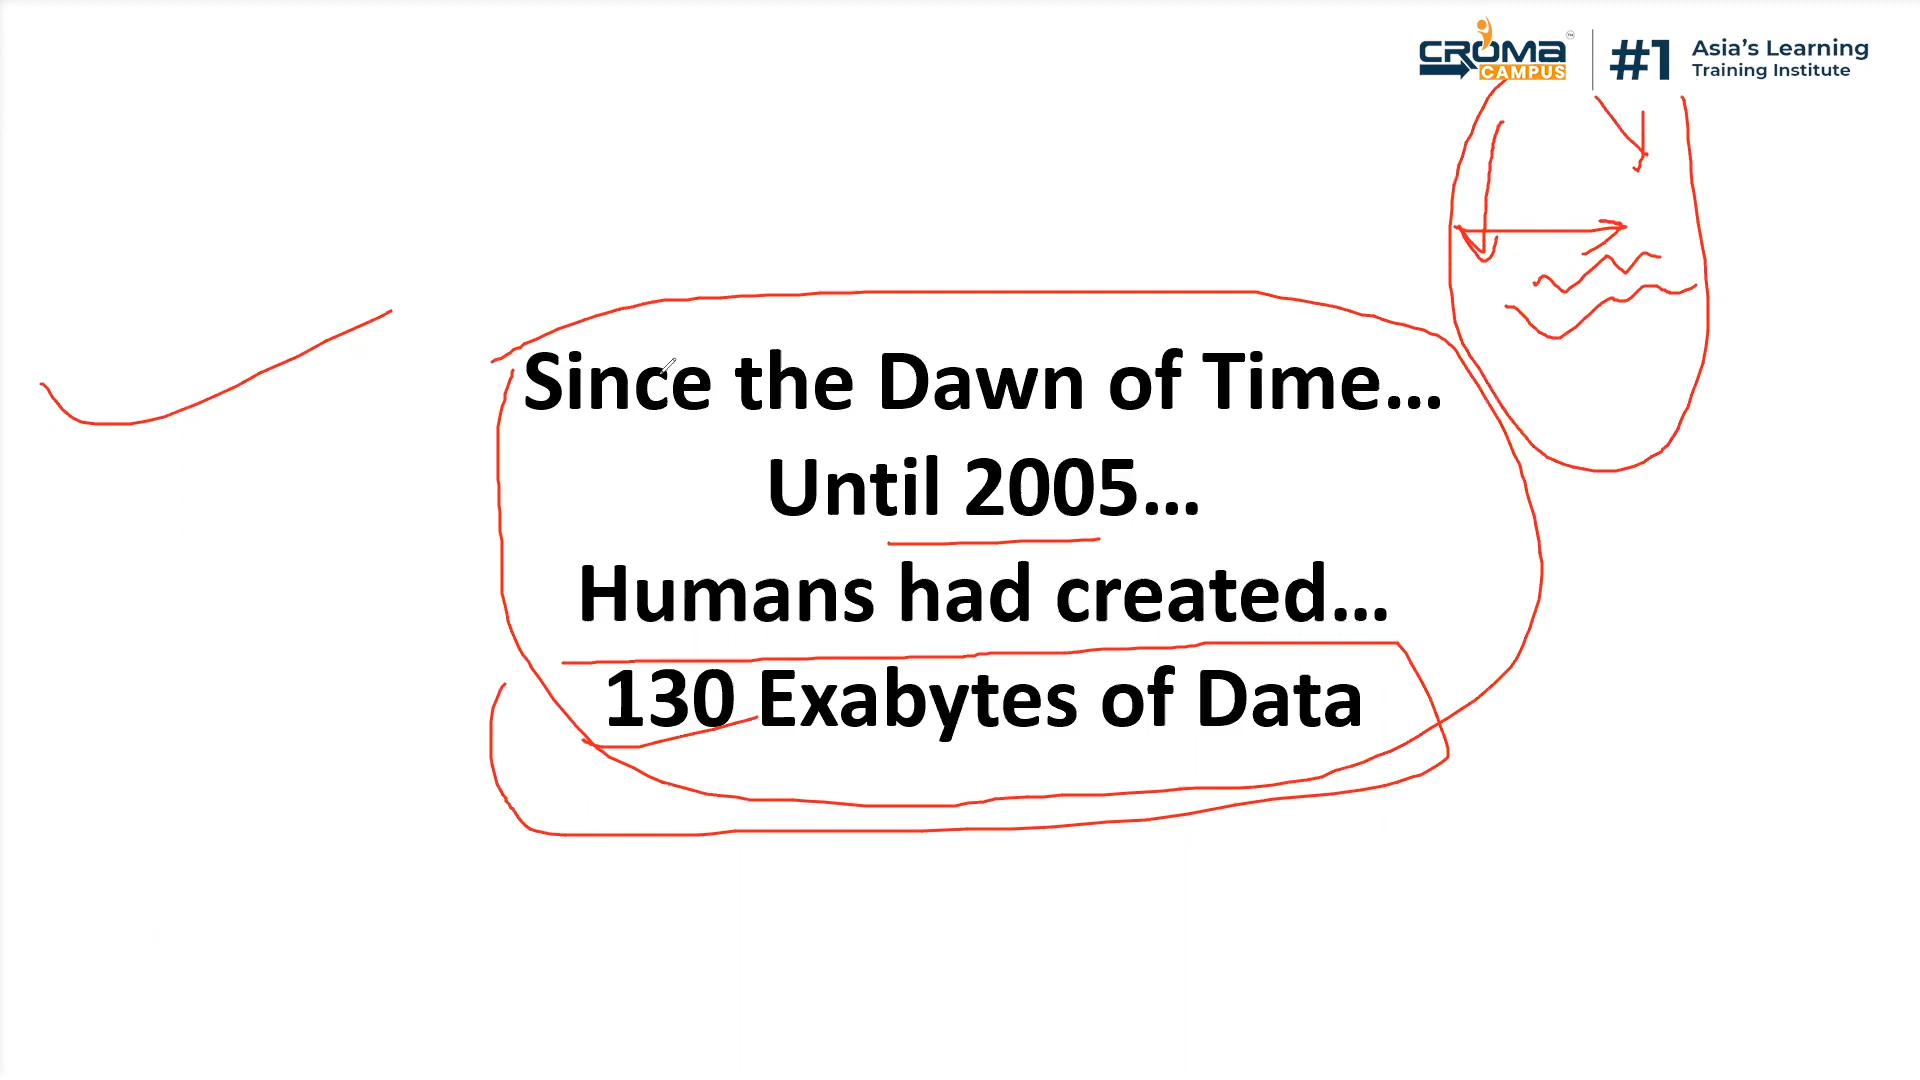 CROMA CAMPUS ™
#1
Asia's Learning
Training Institute
Since the Dawn of Time...
Until 2005...
Humans had created...
130 Exabytes of Data